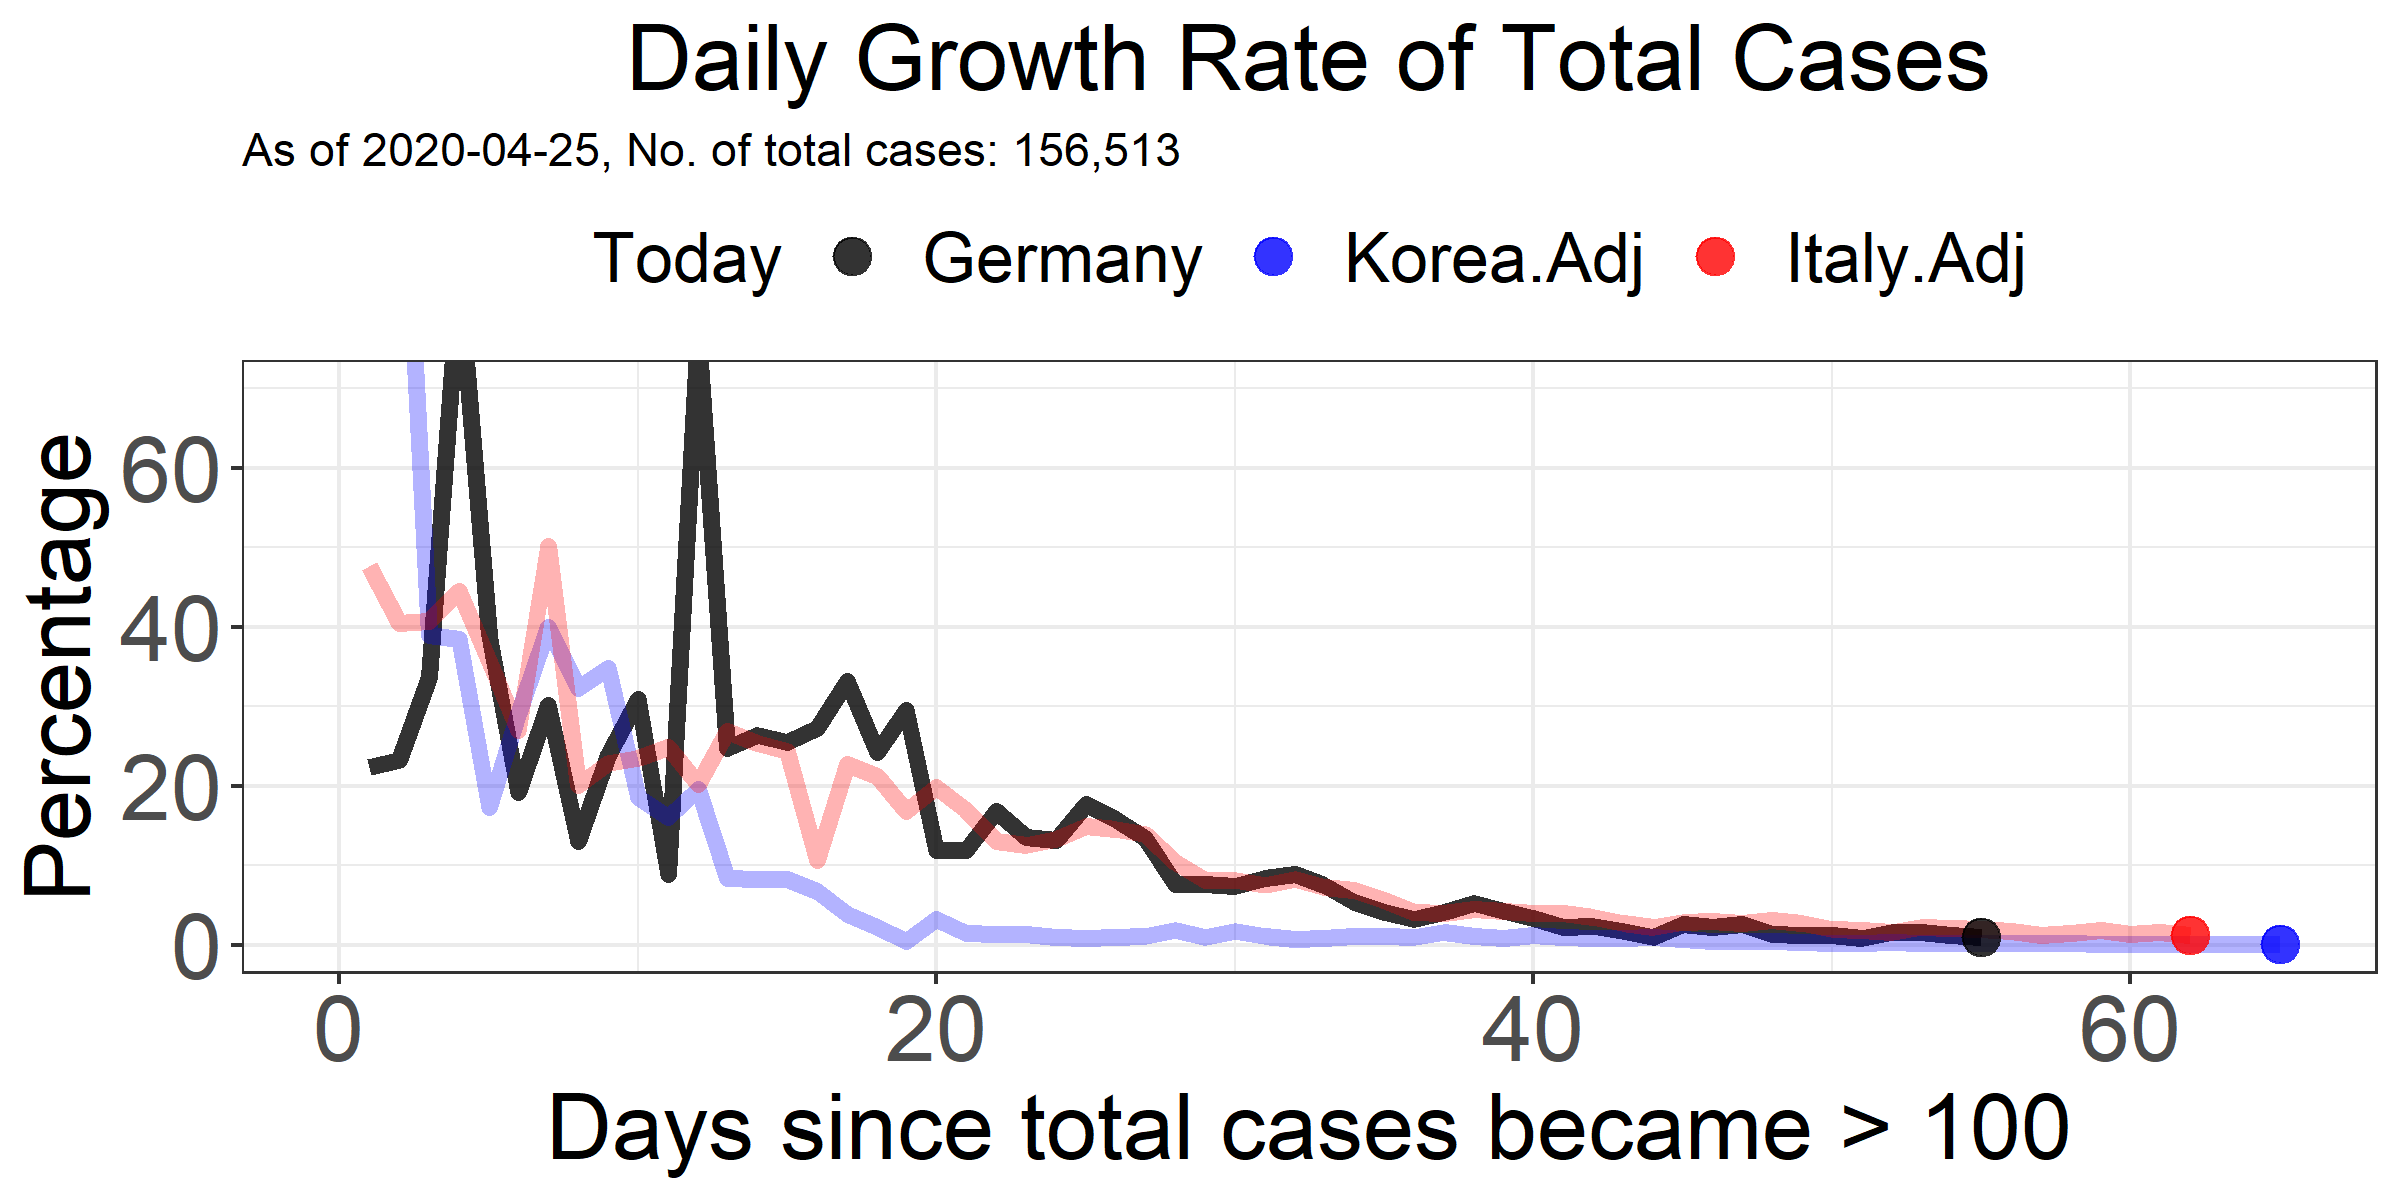 Daily Growth Rate of Total Cases
As of 2020-04-25, No. of total cases: 156,513
Today Germany Korea.Adj Italy.Adj
Percentage
60
40
20
0
0 20 40 60
Days since total cases became > 100